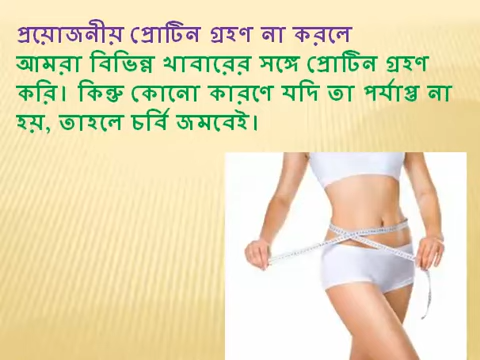 প্রয়োজনীয় প্রোটিন গ্রহণ না করলে
আমরা বিভিন্ন খাবারের সঙ্গে প্রোটিন গ্রহণ
করি। কিন্তু কোনো কারণে যদি তা পর্যাপ্ত না
হয়, তাহলে চর্বি জমবেই।